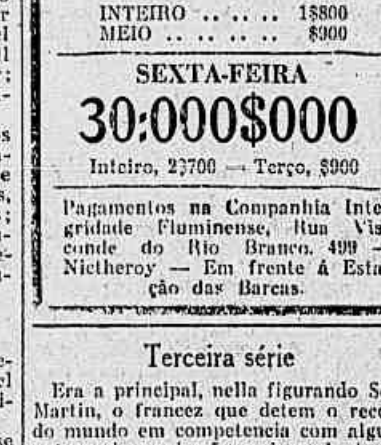 INTEIRO .. .. .. 1$800
MEIO .. .. .. .. $900
SEXTA-FEIRA
30:000$000
Inteiro, 2$700 — Terço, $900
Pagamentos na Companhia Inte
gridade Fluminense, Rua Vis
conde do Rio Branco, 499 —
Nictheroy — Em frente á Esta
ção das Barcas.
Terceira série
Era a principal, nella figurando S
Martin, o francez que detem o reco
do mundo em competencia com algu